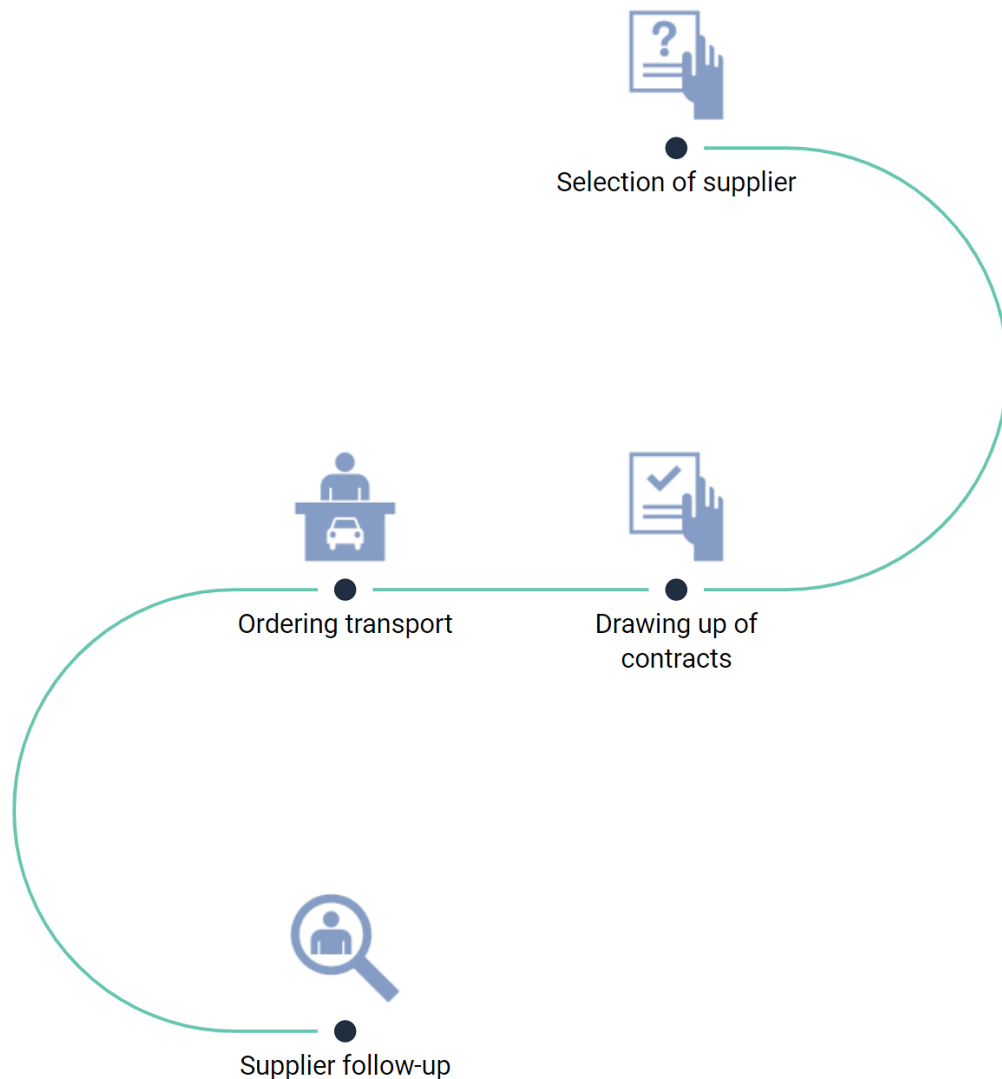 Selection of supplier
Ordering transport
Drawing up of
contracts
Supplier follow-up